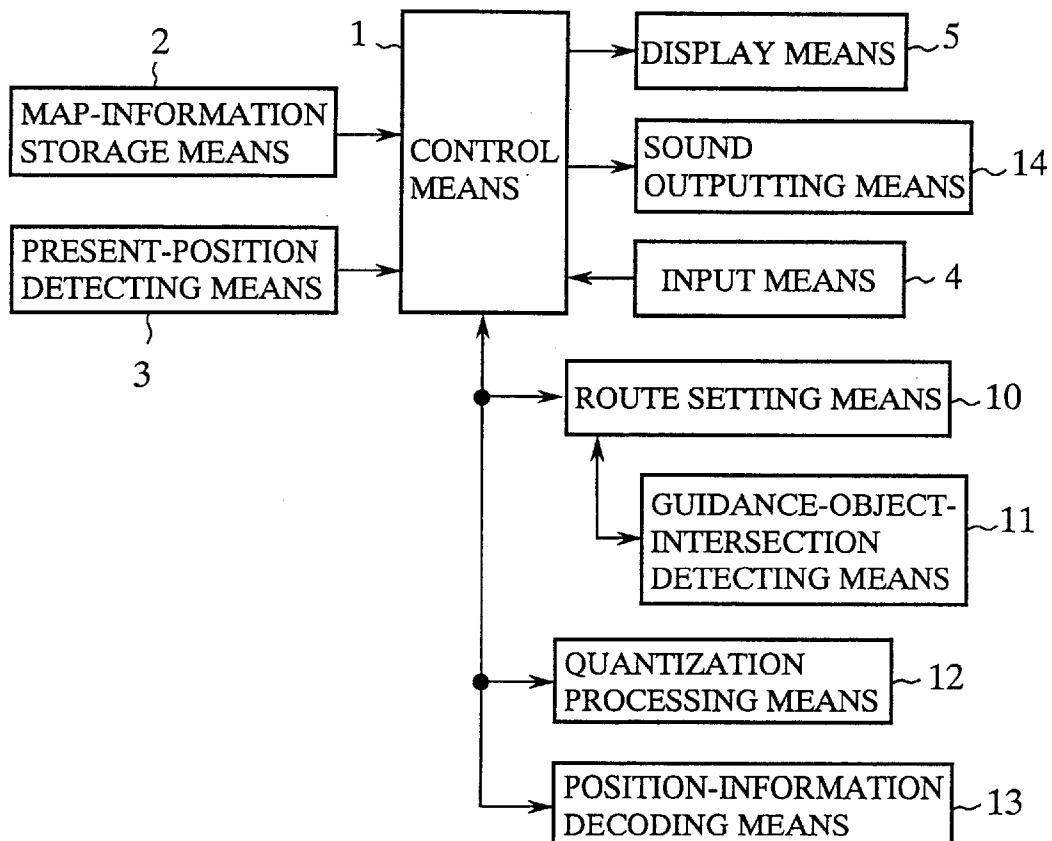 1
2
MAP-INFORMATION
STORAGE MEANS
PRESENT-POSITION
DETECTING MEANS
3
CONTROL
MEANS
DISPLAY MEANS
5
SOUND
OUTPUTTING MEANS
14
INPUT MEANS
4
ROUTE SETTING MEANS
10
GUIDANCE-OBJECT-
INTERSECTION
DETECTING MEANS
11
QUANTIZATION
PROCESSING MEANS
12
POSITION-INFORMATION
DECODING MEANS
13